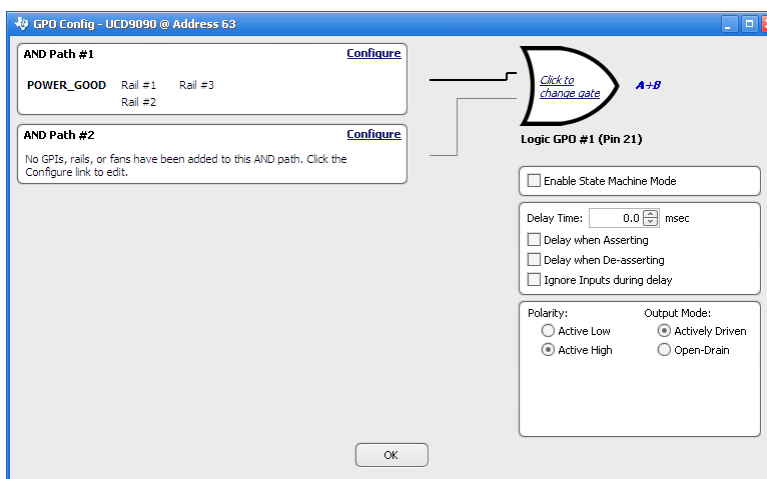 GPO Config - UCD9090 @ Address 63
AND Path #1 Configure
POWER_GOOD Rail #1 Rail #3
Rail #2
AND Path #2 Configure
No GPIs, rails, or fans have been added to this AND path. Click the
Configure link to edit.
Click to
change gate
A+B
Logic GPO #1 (Pin 21)
Enable State Machine Mode
Delay Time: 0.0 msec
Delay when Asserting
Delay when De-asserting
Ignore Inputs during delay
Polarity: Output Mode:
Active Low Actively Driven
Active High Open-Drain
OK